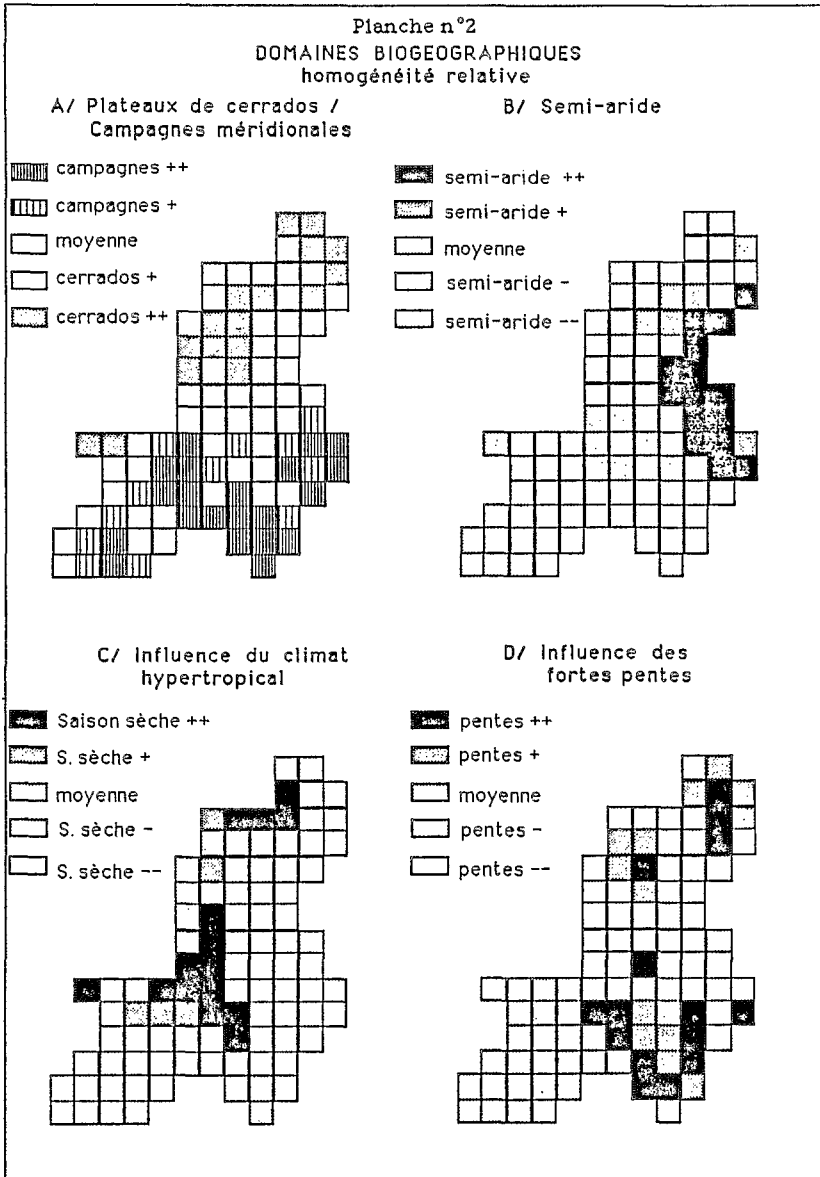 Planche n°2
DOMAINES BIOGEOGRAPHIQUES
homogénéité relative
A/ Plateaux de cerrados /
Campagnes méridionales
campagnes ++
campagnes +
moyenne
cerrados +
cerrados ++
B/ Semi-aride
semi-aride ++
semi-aride +
moyenne
semi-aride -
semi-aride --
C/ Influence du climat
hypertropical
Saison sèche ++
S. sèche +
moyenne
S. sèche -
S. sèche --
D/ Influence des
fortes pentes
pentes ++
pentes +
moyenne
pentes -
pentes --